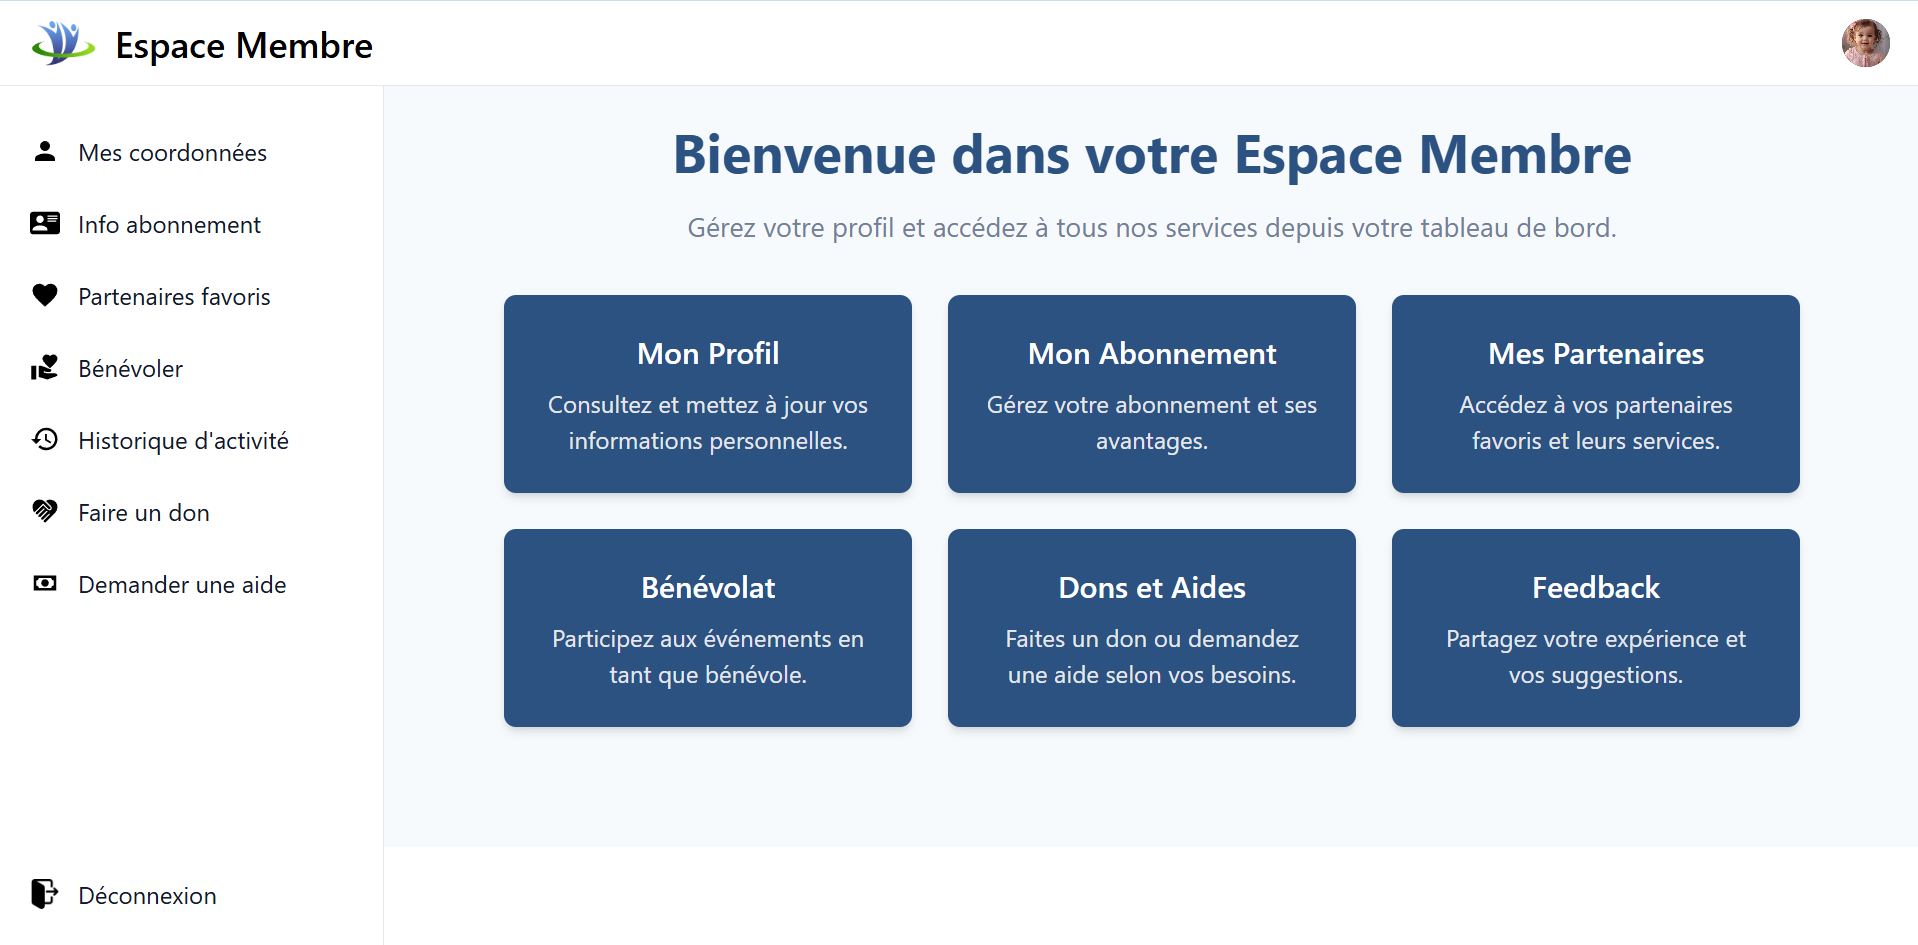 Espace Membre
Mes coordonnées
Info abonnement
Partenaires favoris
Bénévoler
Historique d'activité
Faire un don
Demander une aide
Déconnexion
Bienvenue dans votre Espace Membre
Gérez votre profil et accédez à tous nos services depuis votre tableau de bord.
Mon Profil
Consultez et mettez à jour vos
informations personnelles.
Mon Abonnement
Gérez votre abonnement et ses
avantages.
Mes Partenaires
Accédez à vos partenaires
favoris et leurs services.
Bénévolat
Participez aux événements en
tant que bénévole.
Dons et Aides
Faites un don ou demandez
une aide selon vos besoins.
Feedback
Partagez votre expérience et
vos suggestions.